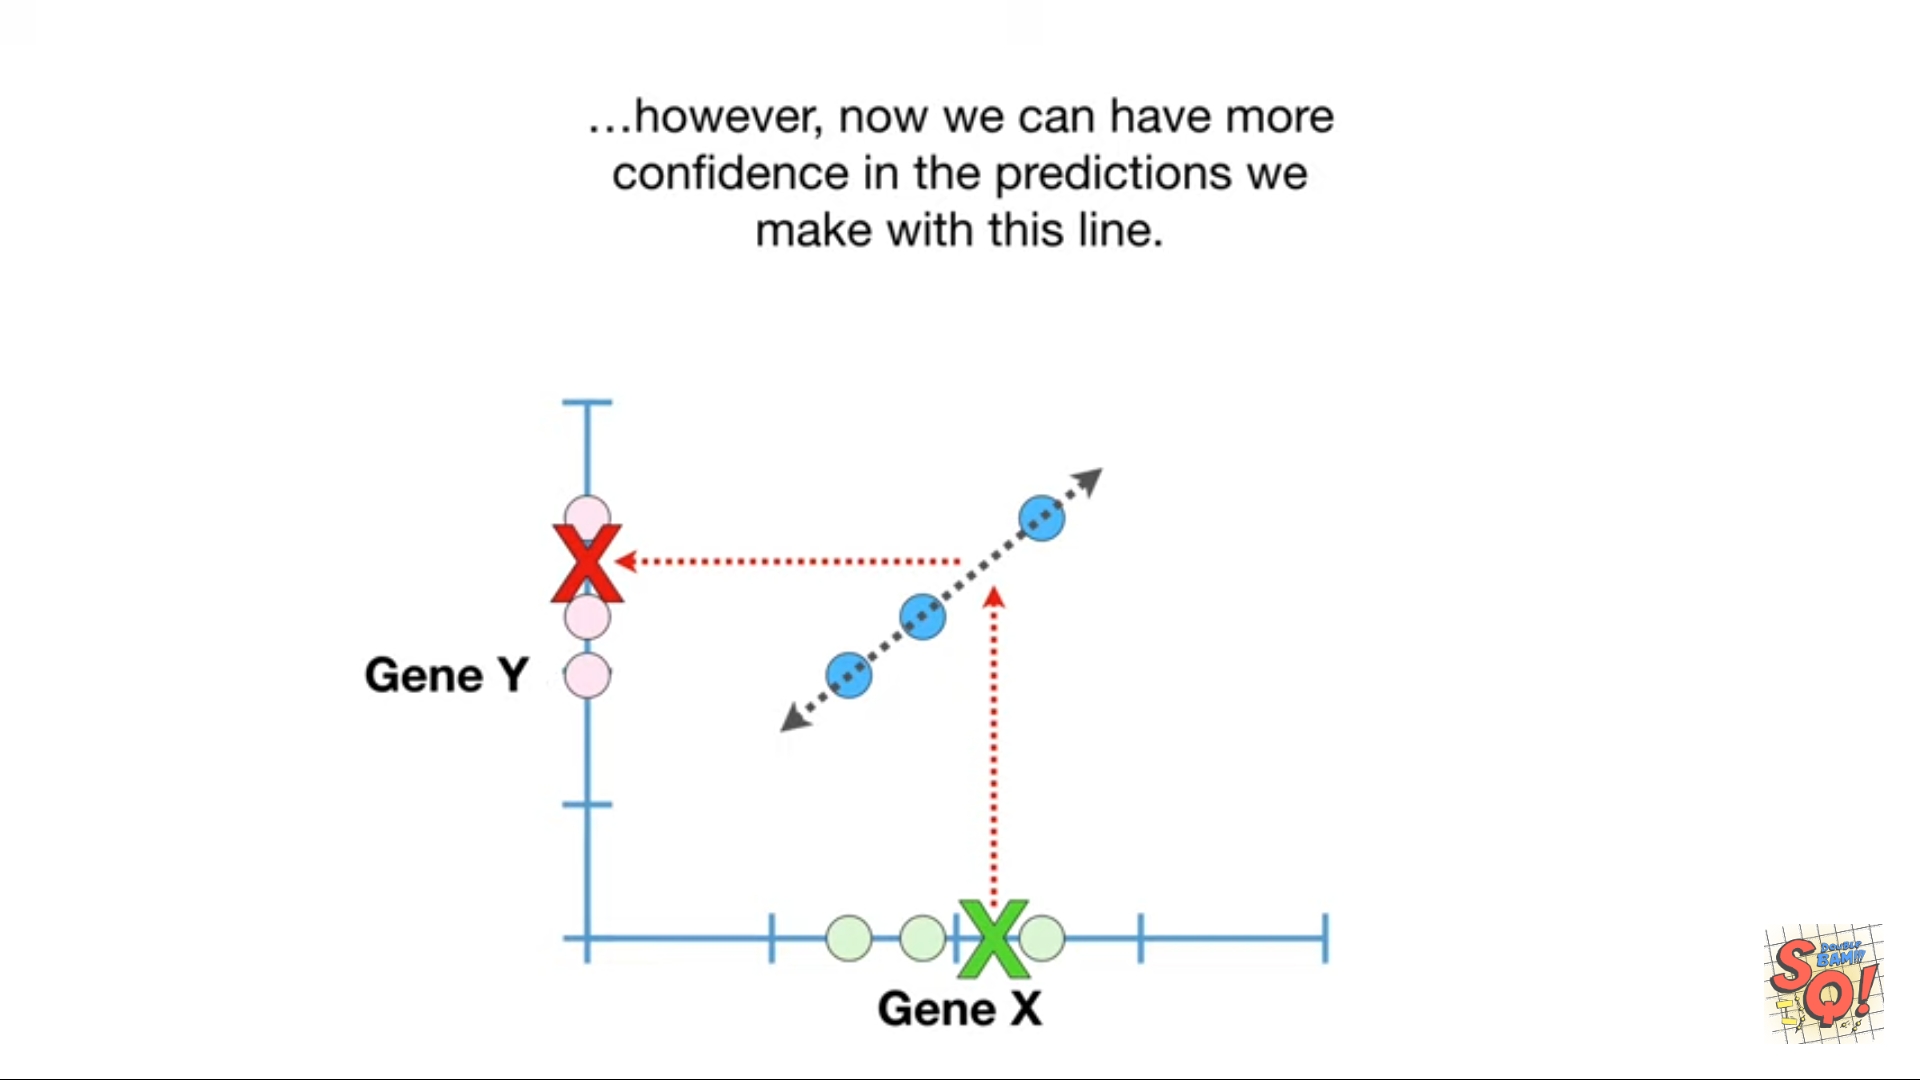 …however, now we can have more
confidence in the predictions we
make with this line.
X
Gene Y
X
Gene X
DOUBLE
BAM!!
SQ!